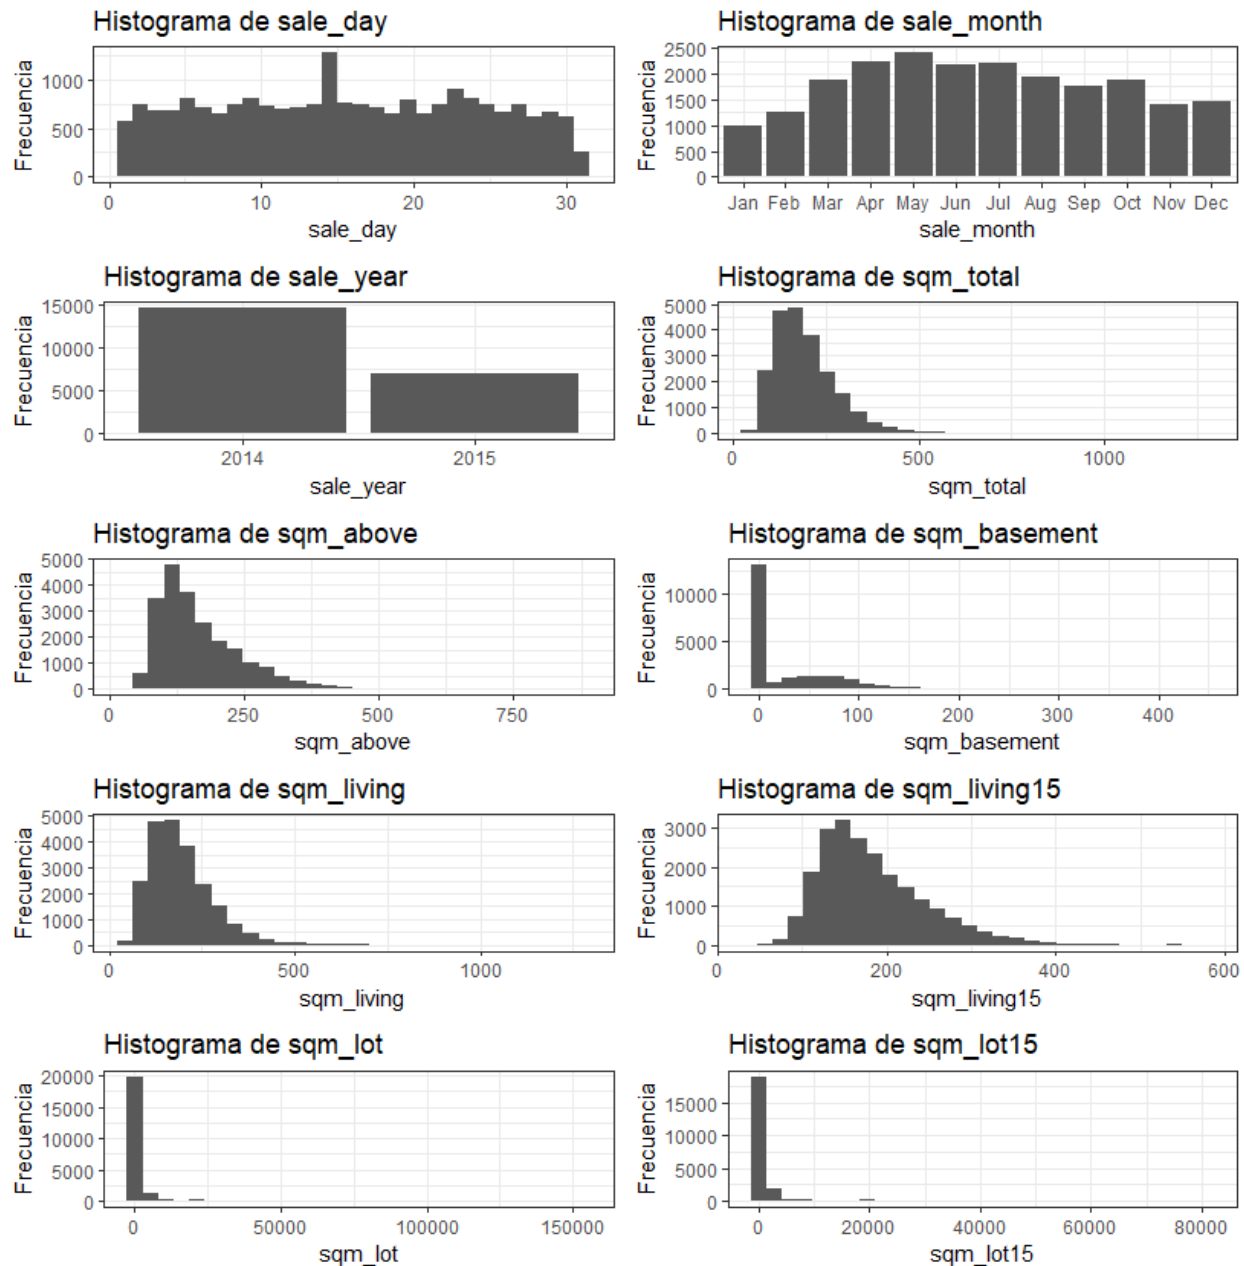 Histograma de sale_day
Frecuencia
1000
500
0
0 10 20 30
sale_day
Histograma de sale_month
Frecuencia
2500
2000
1500
1000
500
0
Jan Feb Mar Apr May Jun Jul Aug Sep Oct Nov Dec
sale_month
Histograma de sale_year
Frecuencia
15000
10000
5000
0
2014 2015
sale_year
Histograma de sqm_total
Frecuencia
5000
4000
3000
2000
1000
0
0 500 1000
sqm_total
Histograma de sqm_above
Frecuencia
5000
4000
3000
2000
1000
0
0 250 500 750
sqm_above
Histograma de sqm_basement
Frecuencia
10000
5000
0
0 100 200 300 400
sqm_basement
Histograma de sqm_living
Frecuencia
5000
4000
3000
2000
1000
0
0 500 1000
sqm_living
Histograma de sqm_living15
Frecuencia
3000
2000
1000
0
0 200 400 600
sqm_living15
Histograma de sqm_lot
Frecuencia
20000
15000
10000
5000
0
0 50000 100000 150000
sqm_lot
Histograma de sqm_lot15
Frecuencia
15000
10000
5000
0
0 20000 40000 60000 80000
sqm_lot15